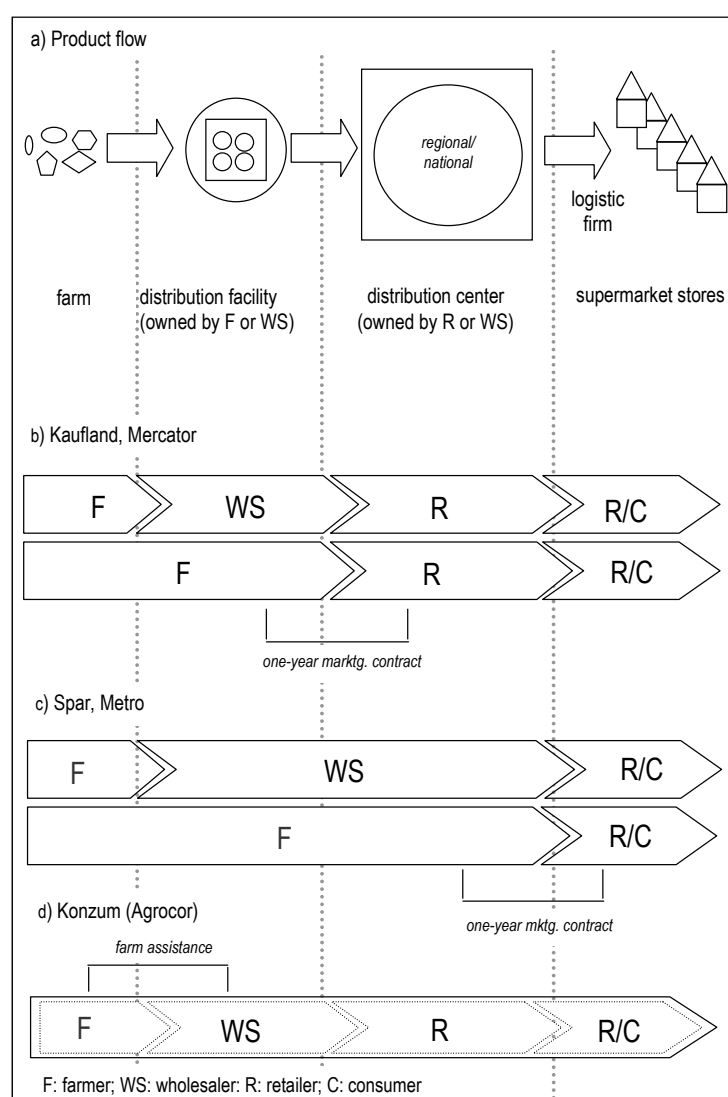 a) Product flow
regional/
national
logistic
firm
farm
distribution facility
(owned by F or WS)
distribution center
(owned by R or WS)
supermarket stores
b) Kaufland, Mercator
F WS R R/C
F R R/C
one-year marktg. contract
c) Spar, Metro
F WS R/C
F R/C
one-year mktg. contract
d) Konzum (Agrocor)
farm assistance
F WS R R/C
F: farmer; WS: wholesaler: R: retailer; C: consumer